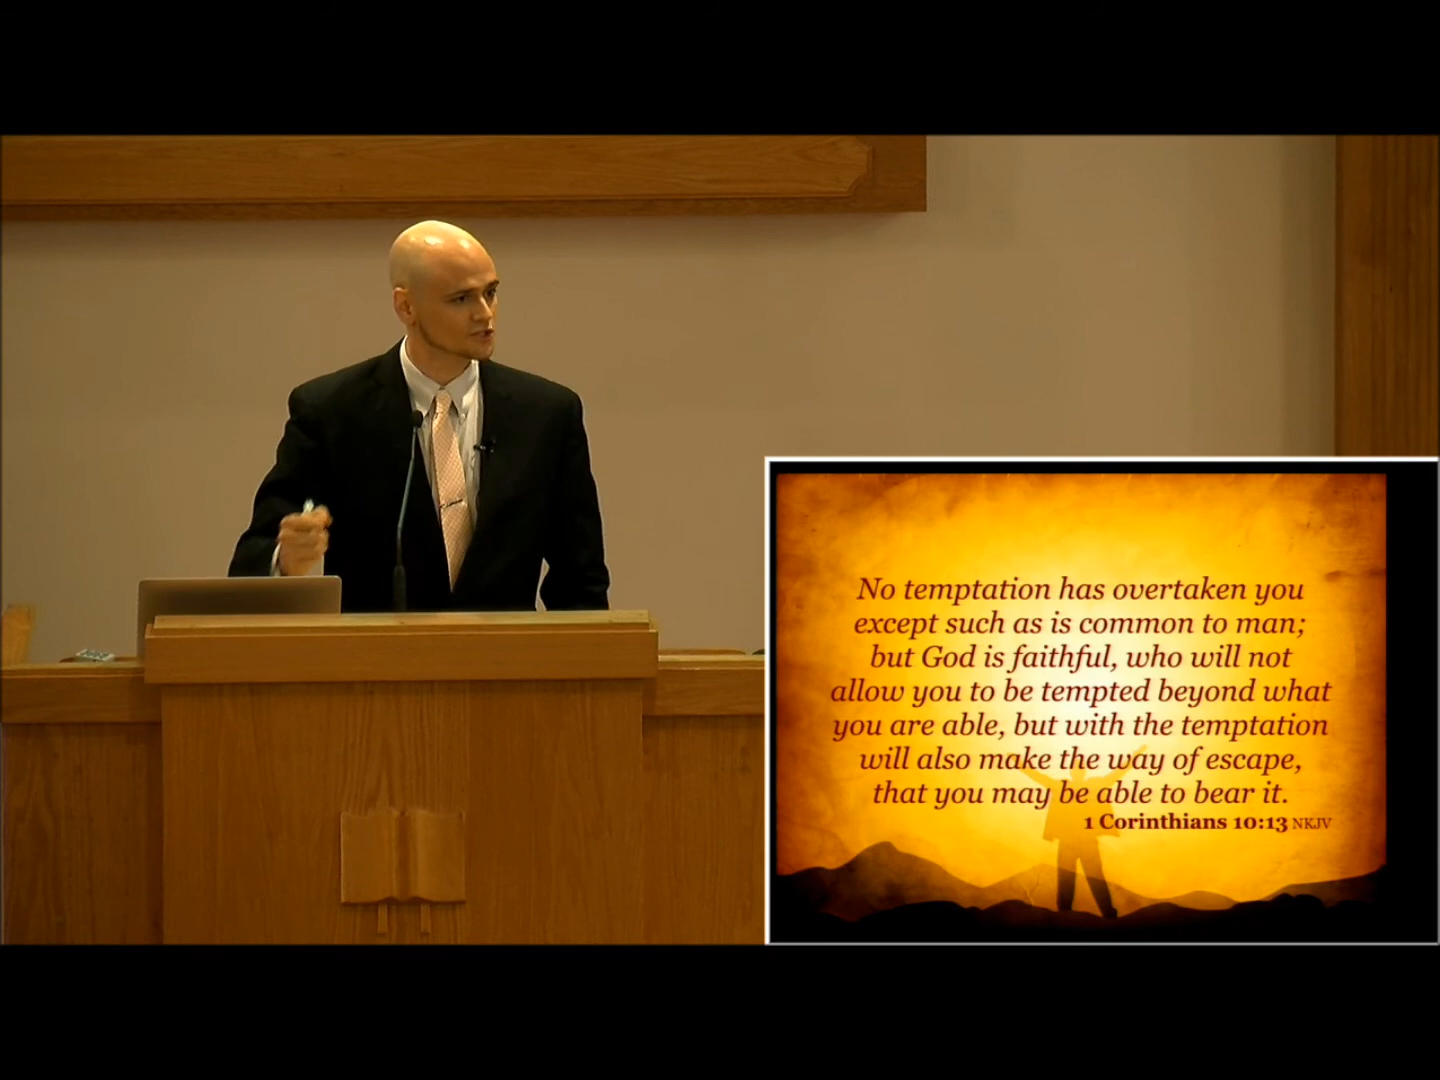 No temptation has overtaken you
except such as is common to man;
but God is faithful, who will not
allow you to be tempted beyond what
you are able, but with the temptation
will also make the way of escape,
that you may be able to bear it.
1 Corinthians 10:13 NKJV